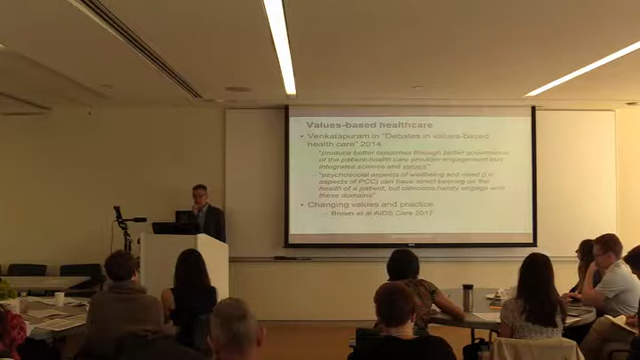 Values-based healthcare
• Venkatapuram in "Debates in values-based
health care" 2014
"produce better outcomes through better governance
of the patient-health care provider engagement that
integrates science and values"
"psychosocial aspects of wellbeing and need (i.e
aspects of PCC) can have direct bearing on the
health of a patient, but clinicians rarely engage with
these domains"
• Changing values and practice
Brown et al AIDS Care 2017